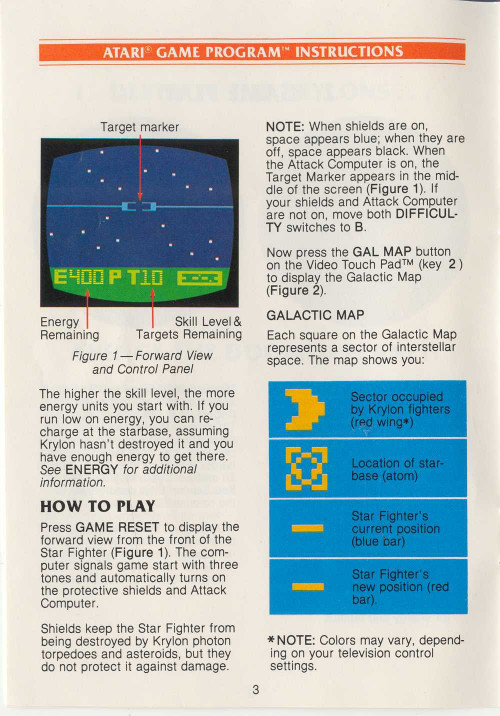 ATARI® GAME PROGRAM™ INSTRUCTIONS
Target marker
E400 P T10
Energy
Remaining
Skill Level &
Targets Remaining
Figure 1 — Forward View
and Control Panel
The higher the skill level, the more
energy units you start with. If you
run low on energy, you can re-
charge at the starbase, assuming
Krylon hasn't destroyed it and you
have enough energy to get there.
See ENERGY for additional
information.
HOW TO PLAY
Press GAME RESET to display the
forward view from the front of the
Star Fighter (Figure 1). The com-
puter signals game start with three
tones and automatically turns on
the protective shields and Attack
Computer.
Shields keep the Star Fighter from
being destroyed by Krylon photon
torpedoes and asteroids, but they
do not protect it against damage.
NOTE: When shields are on,
space appears blue; when they are
off, space appears black. When
the Attack Computer is on, the
Target Marker appears in the mid-
dle of the screen (Figure 1). If
your shields and Attack Computer
are not on, move both DIFFICUL-
TY switches to B.
Now press the GAL MAP button
on the Video Touch Pad™ (key 2)
to display the Galactic Map
(Figure 2).
GALACTIC MAP
Each square on the Galactic Map
represents a sector of interstellar
space. The map shows you:
Sector occupied
by Krylon fighters
(red wing*)
Location of star-
base (atom)
Star Fighter's
current position
(blue bar)
Star Fighter's
new position (red
bar).
*NOTE: Colors may vary, depend-
ing on your television control
settings.
3